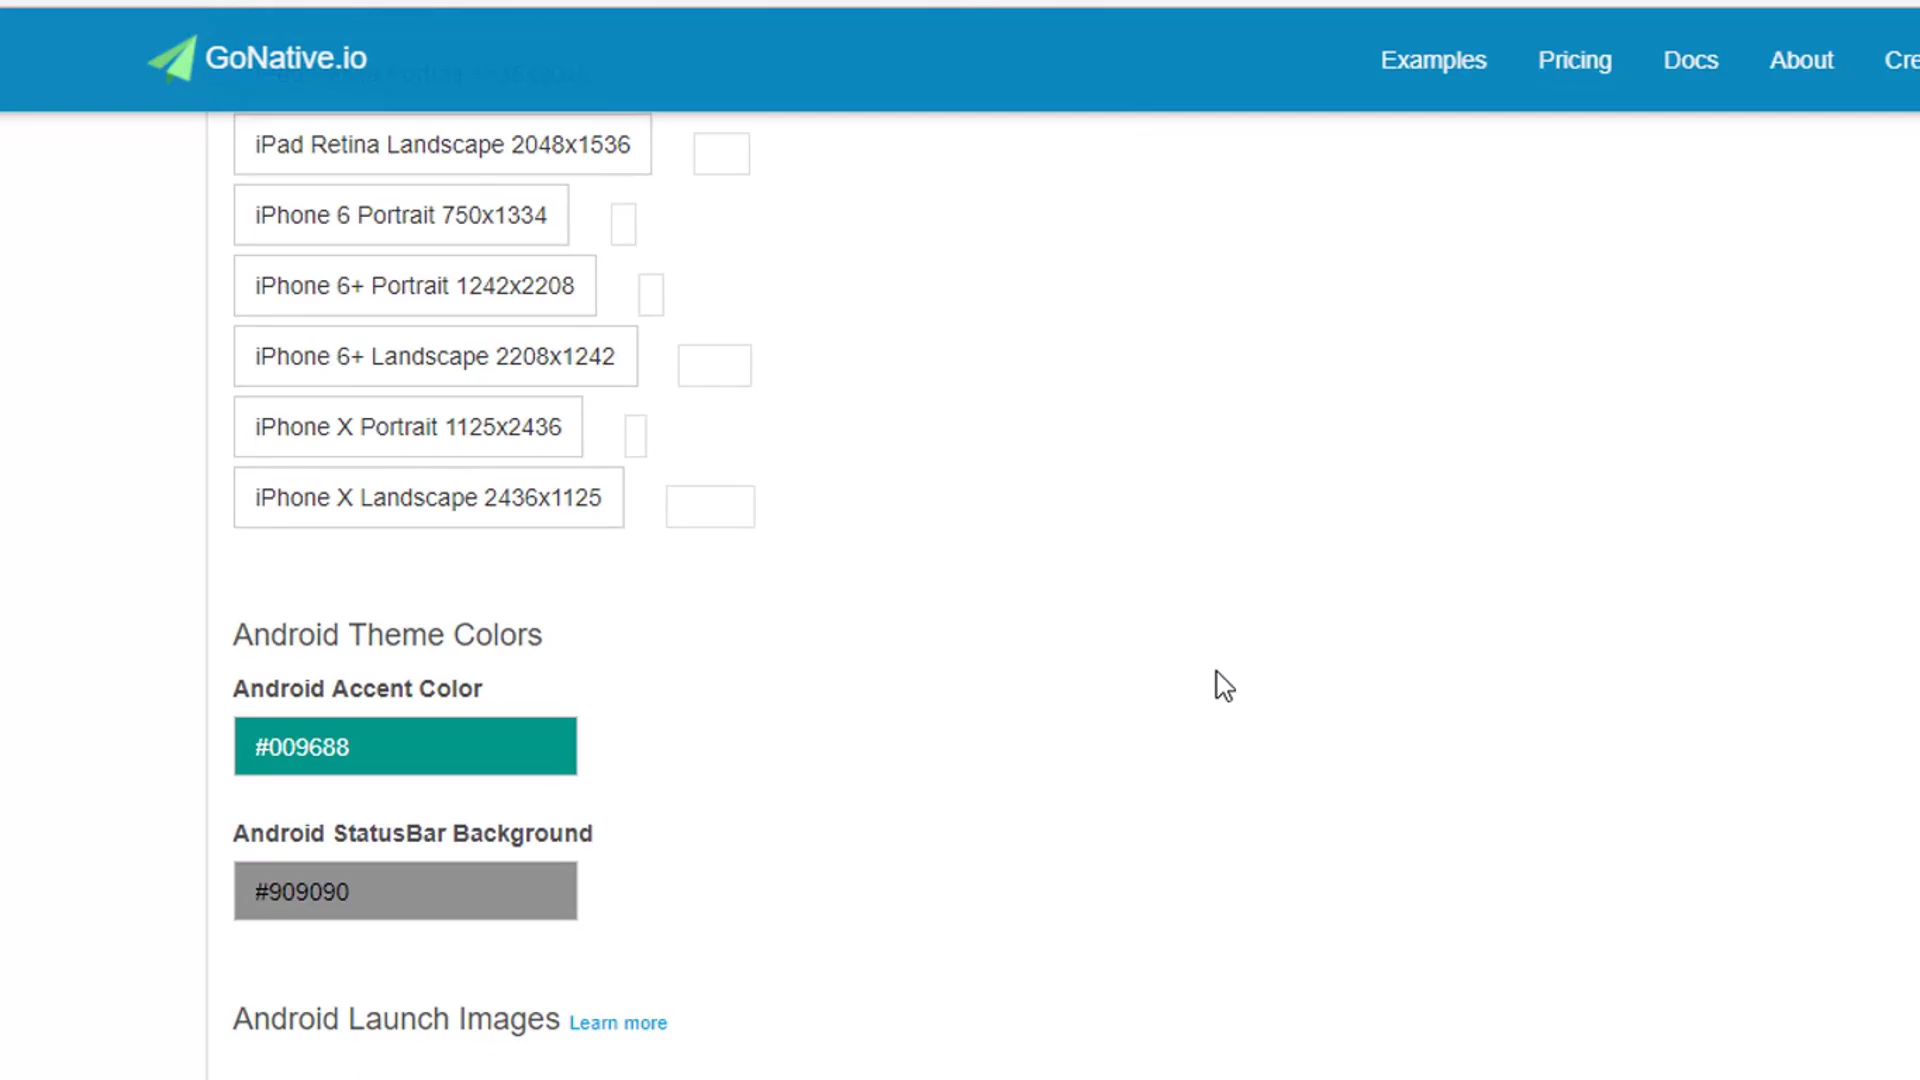 GoNative.io
Examples Pricing Docs About Cre
iPad Retina Landscape 2048x1536
iPhone 6 Portrait 750x1334
iPhone 6+ Portrait 1242x2208
iPhone 6+ Landscape 2208x1242
iPhone X Portrait 1125x2436
iPhone X Landscape 2436x1125
Android Theme Colors
Android Accent Color
#009688
Android StatusBar Background
#909090
Android Launch Images Learn more